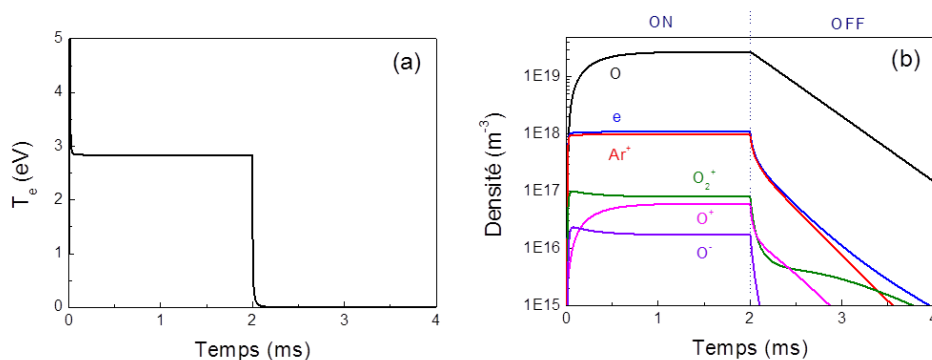 (a)
T_e (eV)
5
4
3
2
1
0
0 1 2 3 4
Temps (ms)
ON OFF
(b)
Densité (m⁻³)
1E19
1E18
1E17
1E16
1E15
O
e
Ar⁺
O₂⁺
O⁺
O⁻
0 1 2 3 4
Temps (ms)